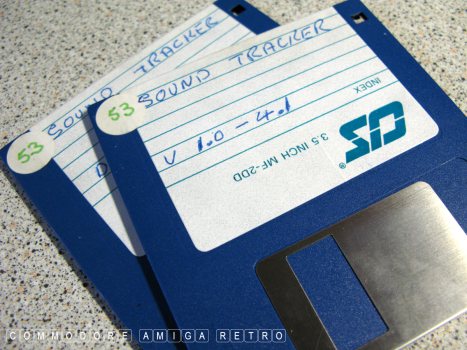 53
SOUND TRACKER
D
53
SOUND TRACKER
V 1.0 - 4.1
INDEX
®
3.5 INCH MF-2DD
COMMODORE AMIGA RETRO